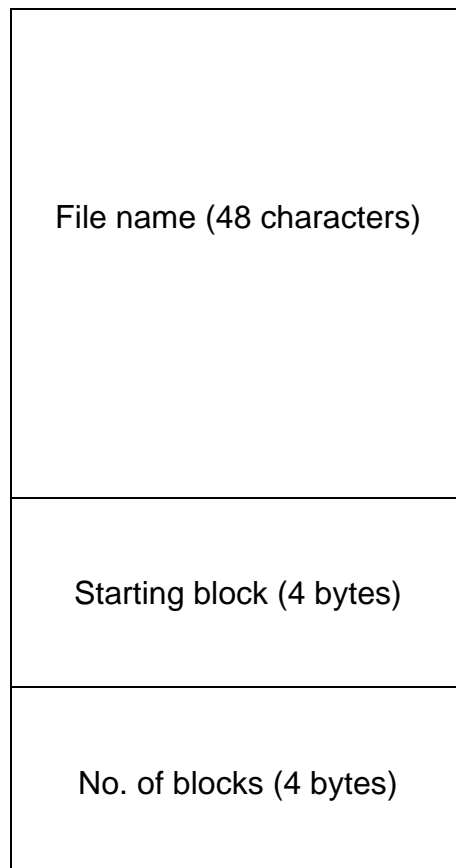 File name (48 characters)
Starting block (4 bytes)
No. of blocks (4 bytes)